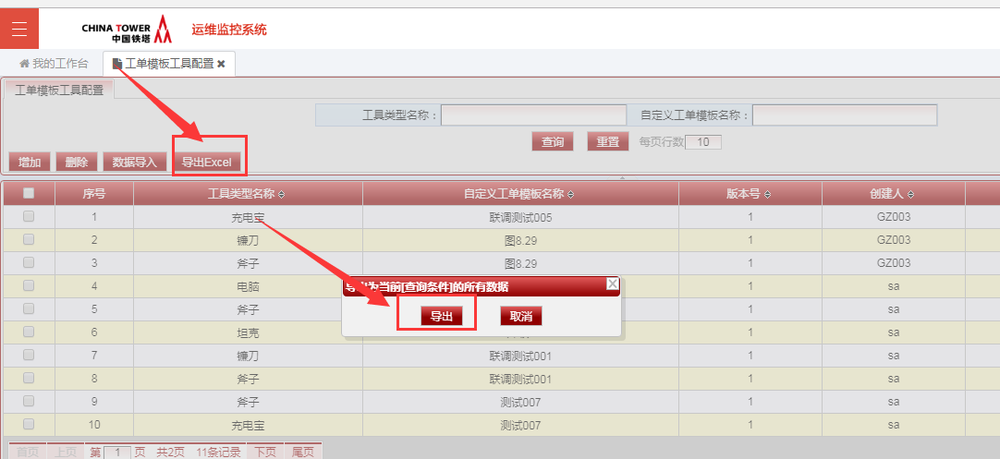 CHINA TOWER
中国铁塔
运维监控系统
我的工作台 工单模板工具配置
工单模板工具配置
工具类型名称： 自定义工单模板名称：
查询 重置 每页行数 10
增加 删除 数据导入 导出Excel
序号 工具类型名称 自定义工单模板名称 版本号 创建人
1 充电宝 联调测试005 1 GZ003
2 镰刀 图8.29 1 GZ003
3 斧子 图8.29 1 GZ003
4 电脑 1 sa
导出为当前[查询条件]的所有数据
5 斧子 1 sa
导出 取消
6 坦克 1 sa
7 镰刀 联调测试001 1 sa
8 斧子 联调测试001 1 sa
9 斧子 测试007 1 sa
10 充电宝 测试007 1 sa
首页 上页 第 1 页 共2页 11条记录 下页 尾页